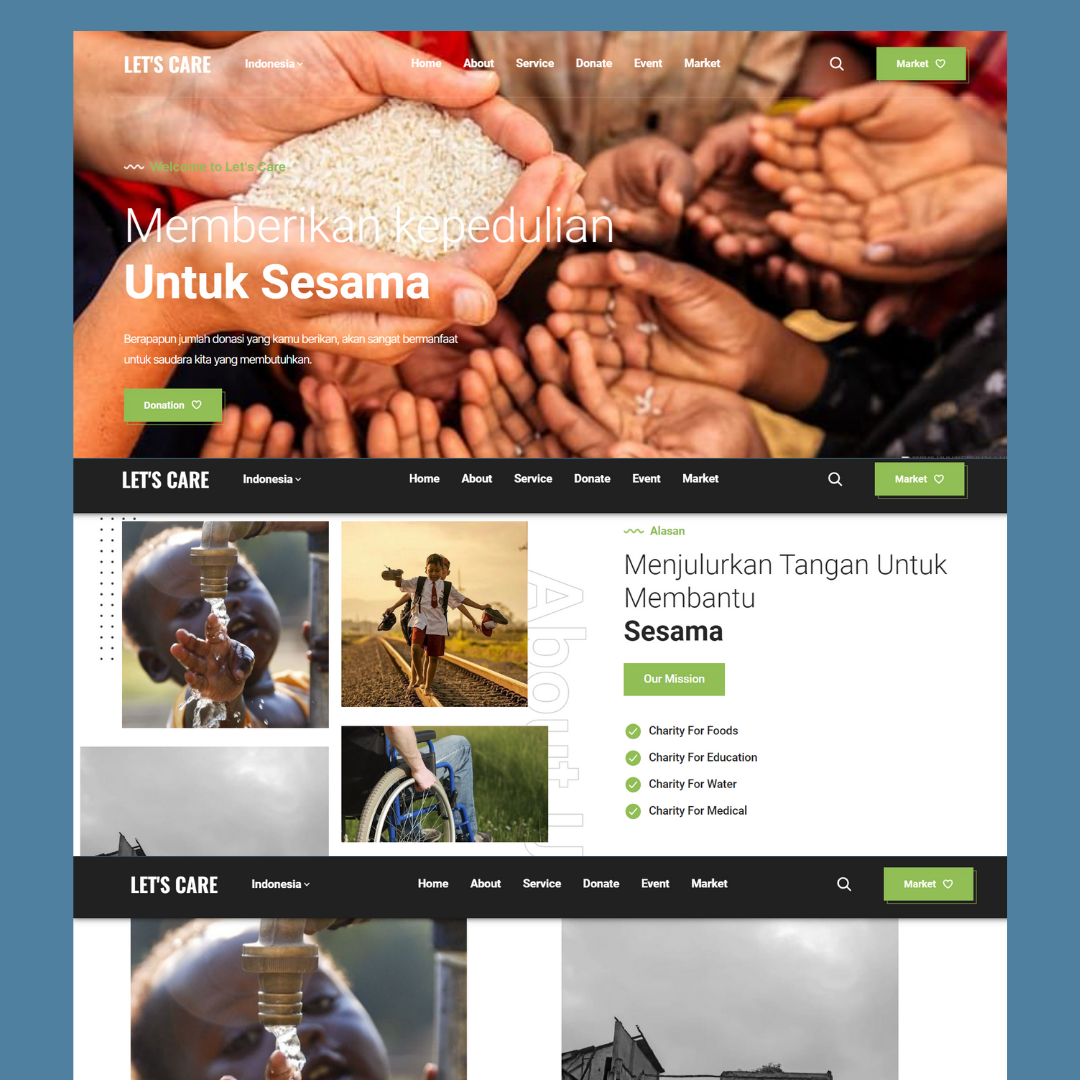 LET'S CARE Indonesia Home About Service Donate Event Market Market
Welcome to Let's Care
Memberikan kepedulian
Untuk Sesama
Berapapun jumlah donasi yang kamu berikan, akan sangat bermanfaat
untuk saudara kita yang membutuhkan.
Donation
LET'S CARE Indonesia Home About Service Donate Event Market Market
About U
Alasan
Menjulurkan Tangan Untuk
Membantu
Sesama
Our Mission
Charity For Foods
Charity For Education
Charity For Water
Charity For Medical
LET'S CARE Indonesia Home About Service Donate Event Market Market